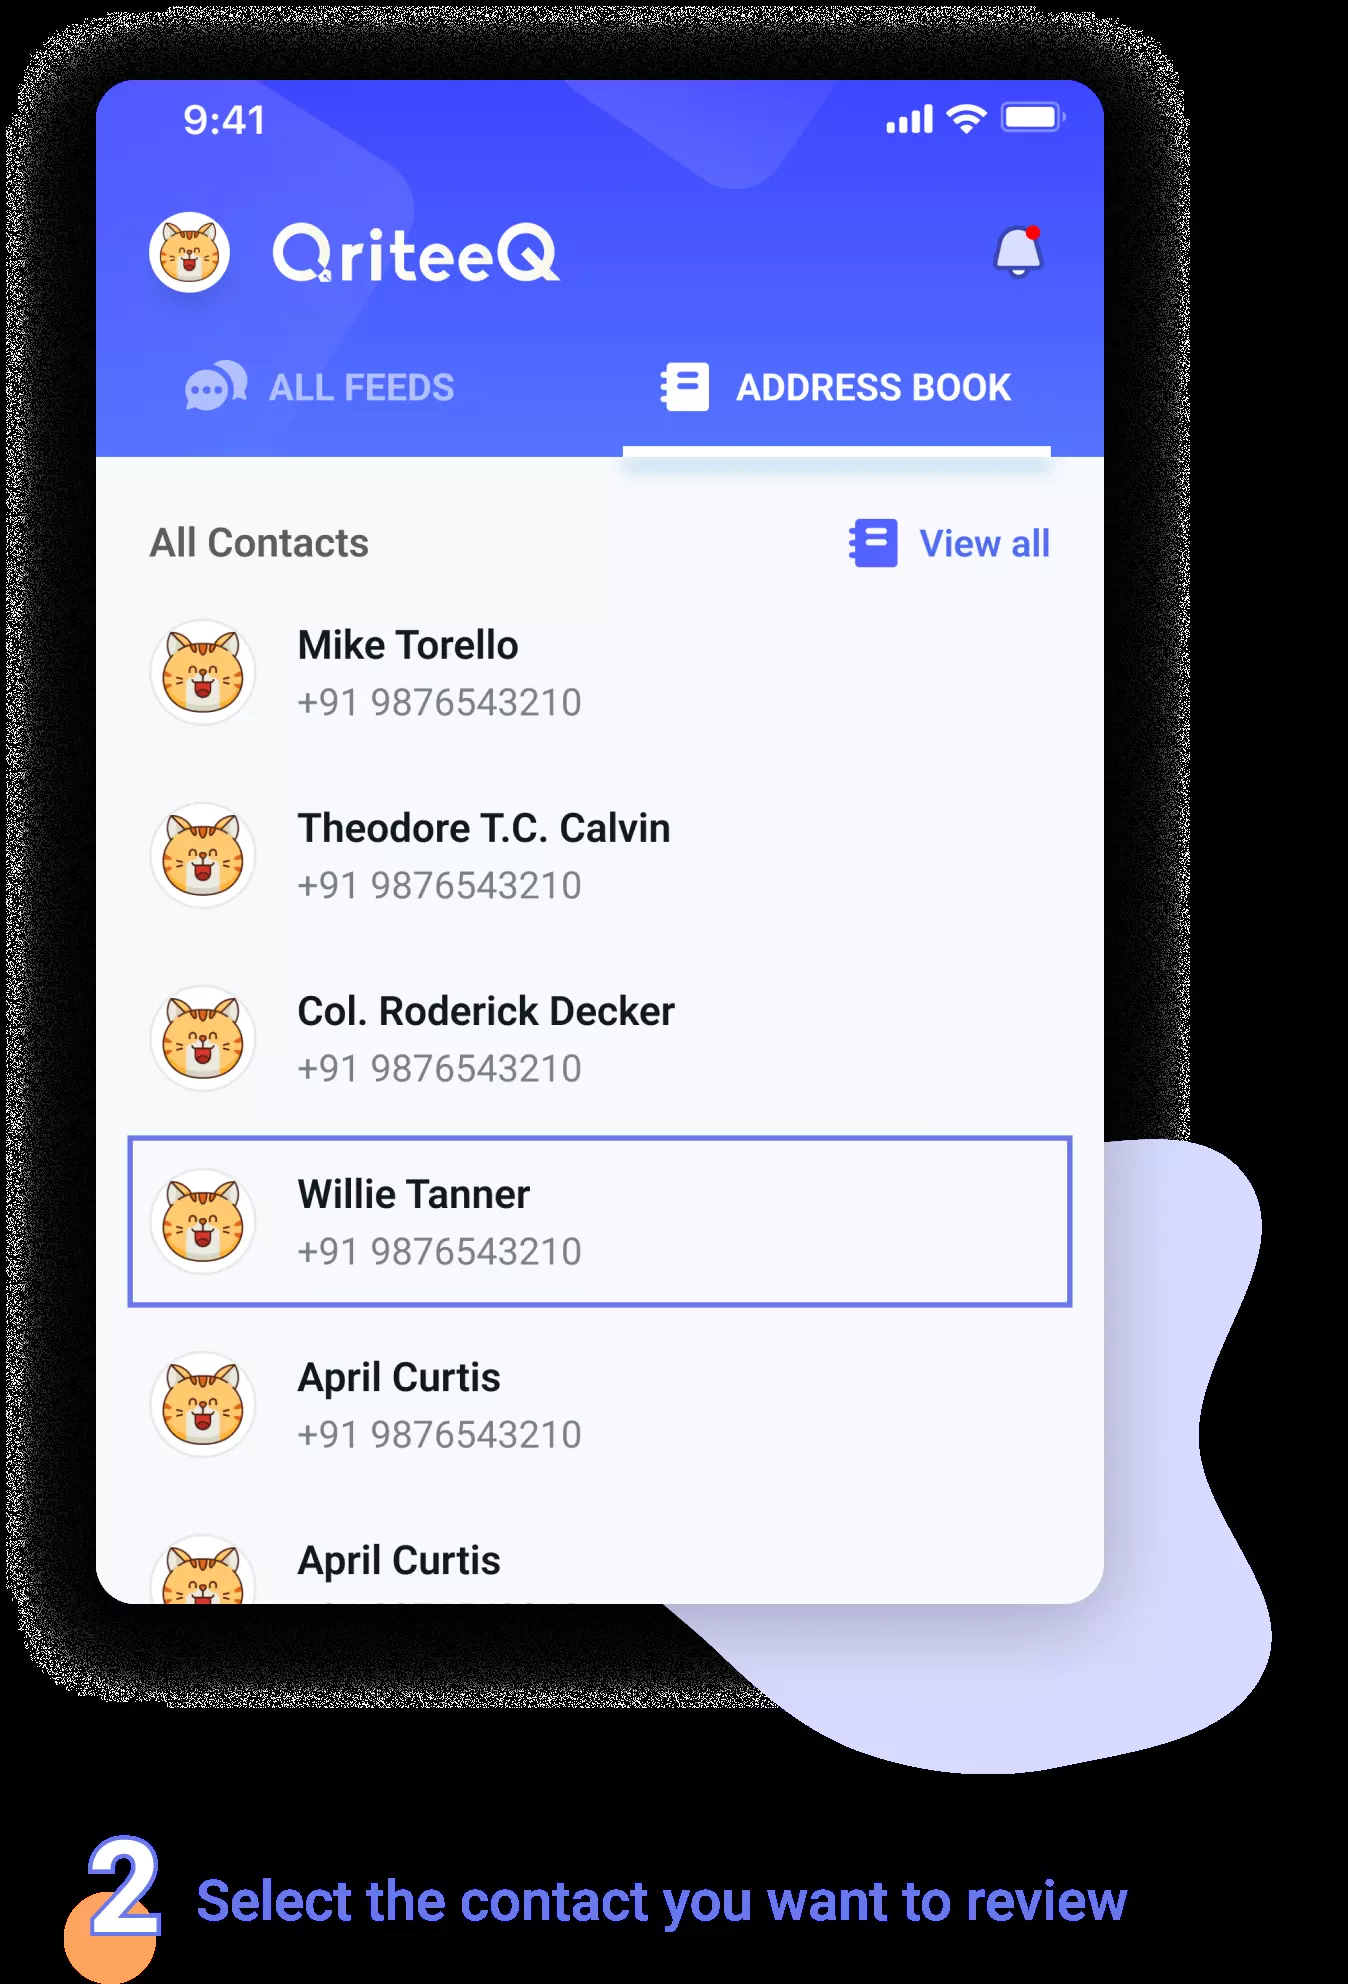 9:41
QriteeQ
ALL FEEDS
ADDRESS BOOK
All Contacts
View all
Mike Torello
+91 9876543210
Theodore T.C. Calvin
+91 9876543210
Col. Roderick Decker
+91 9876543210
Willie Tanner
+91 9876543210
April Curtis
+91 9876543210
April Curtis
2
Select the contact you want to review